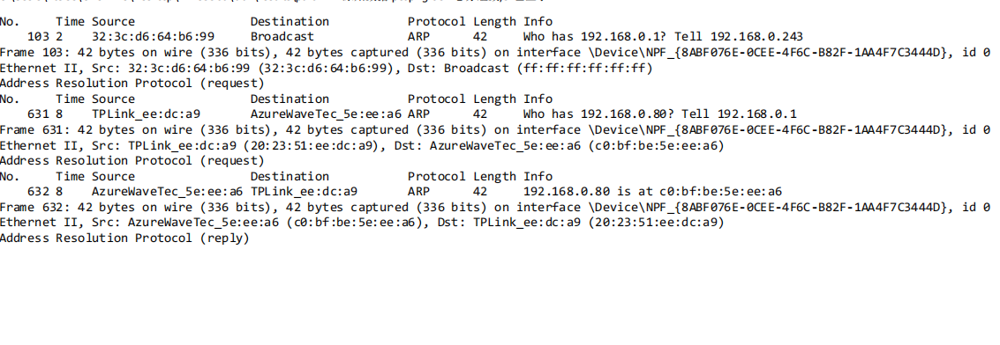 No. Time Source Destination Protocol Length Info
103 2 32:3c:d6:64:b6:99 Broadcast ARP 42 Who has 192.168.0.1? Tell 192.168.0.243
Frame 103: 42 bytes on wire (336 bits), 42 bytes captured (336 bits) on interface \Device\NPF_{8ABF076E-0CEE-4F6C-B82F-1AA4F7C3444D}, id 0
Ethernet II, Src: 32:3c:d6:64:b6:99 (32:3c:d6:64:b6:99), Dst: Broadcast (ff:ff:ff:ff:ff:ff)
Address Resolution Protocol (request)
No. Time Source Destination Protocol Length Info
631 8 TPLink_ee:dc:a9 AzureWaveTec_5e:ee:a6 ARP 42 Who has 192.168.0.80? Tell 192.168.0.1
Frame 631: 42 bytes on wire (336 bits), 42 bytes captured (336 bits) on interface \Device\NPF_{8ABF076E-0CEE-4F6C-B82F-1AA4F7C3444D}, id 0
Ethernet II, Src: TPLink_ee:dc:a9 (20:23:51:ee:dc:a9), Dst: AzureWaveTec_5e:ee:a6 (c0:bf:be:5e:ee:a6)
Address Resolution Protocol (request)
No. Time Source Destination Protocol Length Info
632 8 AzureWaveTec_5e:ee:a6 TPLink_ee:dc:a9 ARP 42 192.168.0.80 is at c0:bf:be:5e:ee:a6
Frame 632: 42 bytes on wire (336 bits), 42 bytes captured (336 bits) on interface \Device\NPF_{8ABF076E-0CEE-4F6C-B82F-1AA4F7C3444D}, id 0
Ethernet II, Src: AzureWaveTec_5e:ee:a6 (c0:bf:be:5e:ee:a6), Dst: TPLink_ee:dc:a9 (20:23:51:ee:dc:a9)
Address Resolution Protocol (reply)